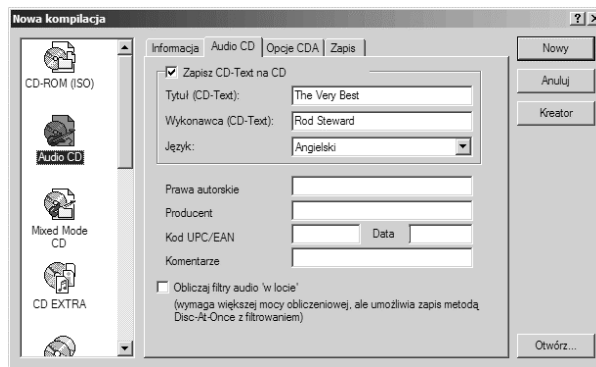 Nowa kompilacja
CD-ROM (ISO)
Audio CD
Mixed Mode
CD
CD EXTRA
Informacja Audio CD Opcje CDA Zapis
Zapisz CD-Text na CD
Tytuł (CD-Text): The Very Best
Wykonawca (CD-Text): Rod Steward
Język: Angielski
Prawa autorskie
Producent
Kod UPC/EAN Data
Komentarze
Obliczaj filtry audio 'w locie'
(wymaga większej mocy obliczeniowej, ale umożliwia zapis metodą
Disc-At-Once z filtrowaniem)
Nowy
Anuluj
Kreator
Otwórz...